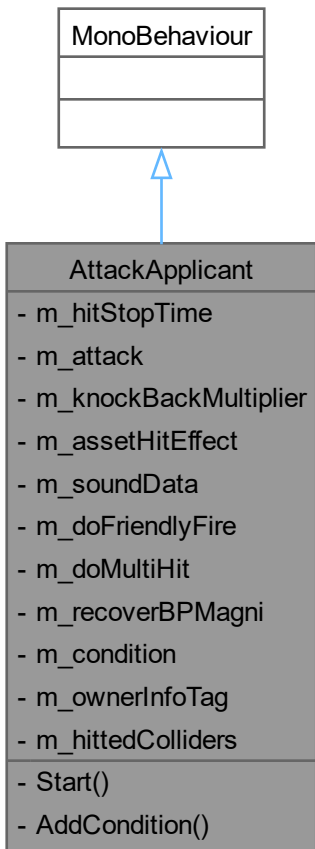 MonoBehaviour
AttackApplicant
- m_hitStopTime
- m_attack
- m_knockBackMultiplier
- m_assetHitEffect
- m_soundData
- m_doFriendlyFire
- m_doMultiHit
- m_recoverBPMagni
- m_condition
- m_ownerInfoTag
- m_hittedColliders
- Start()
- AddCondition()